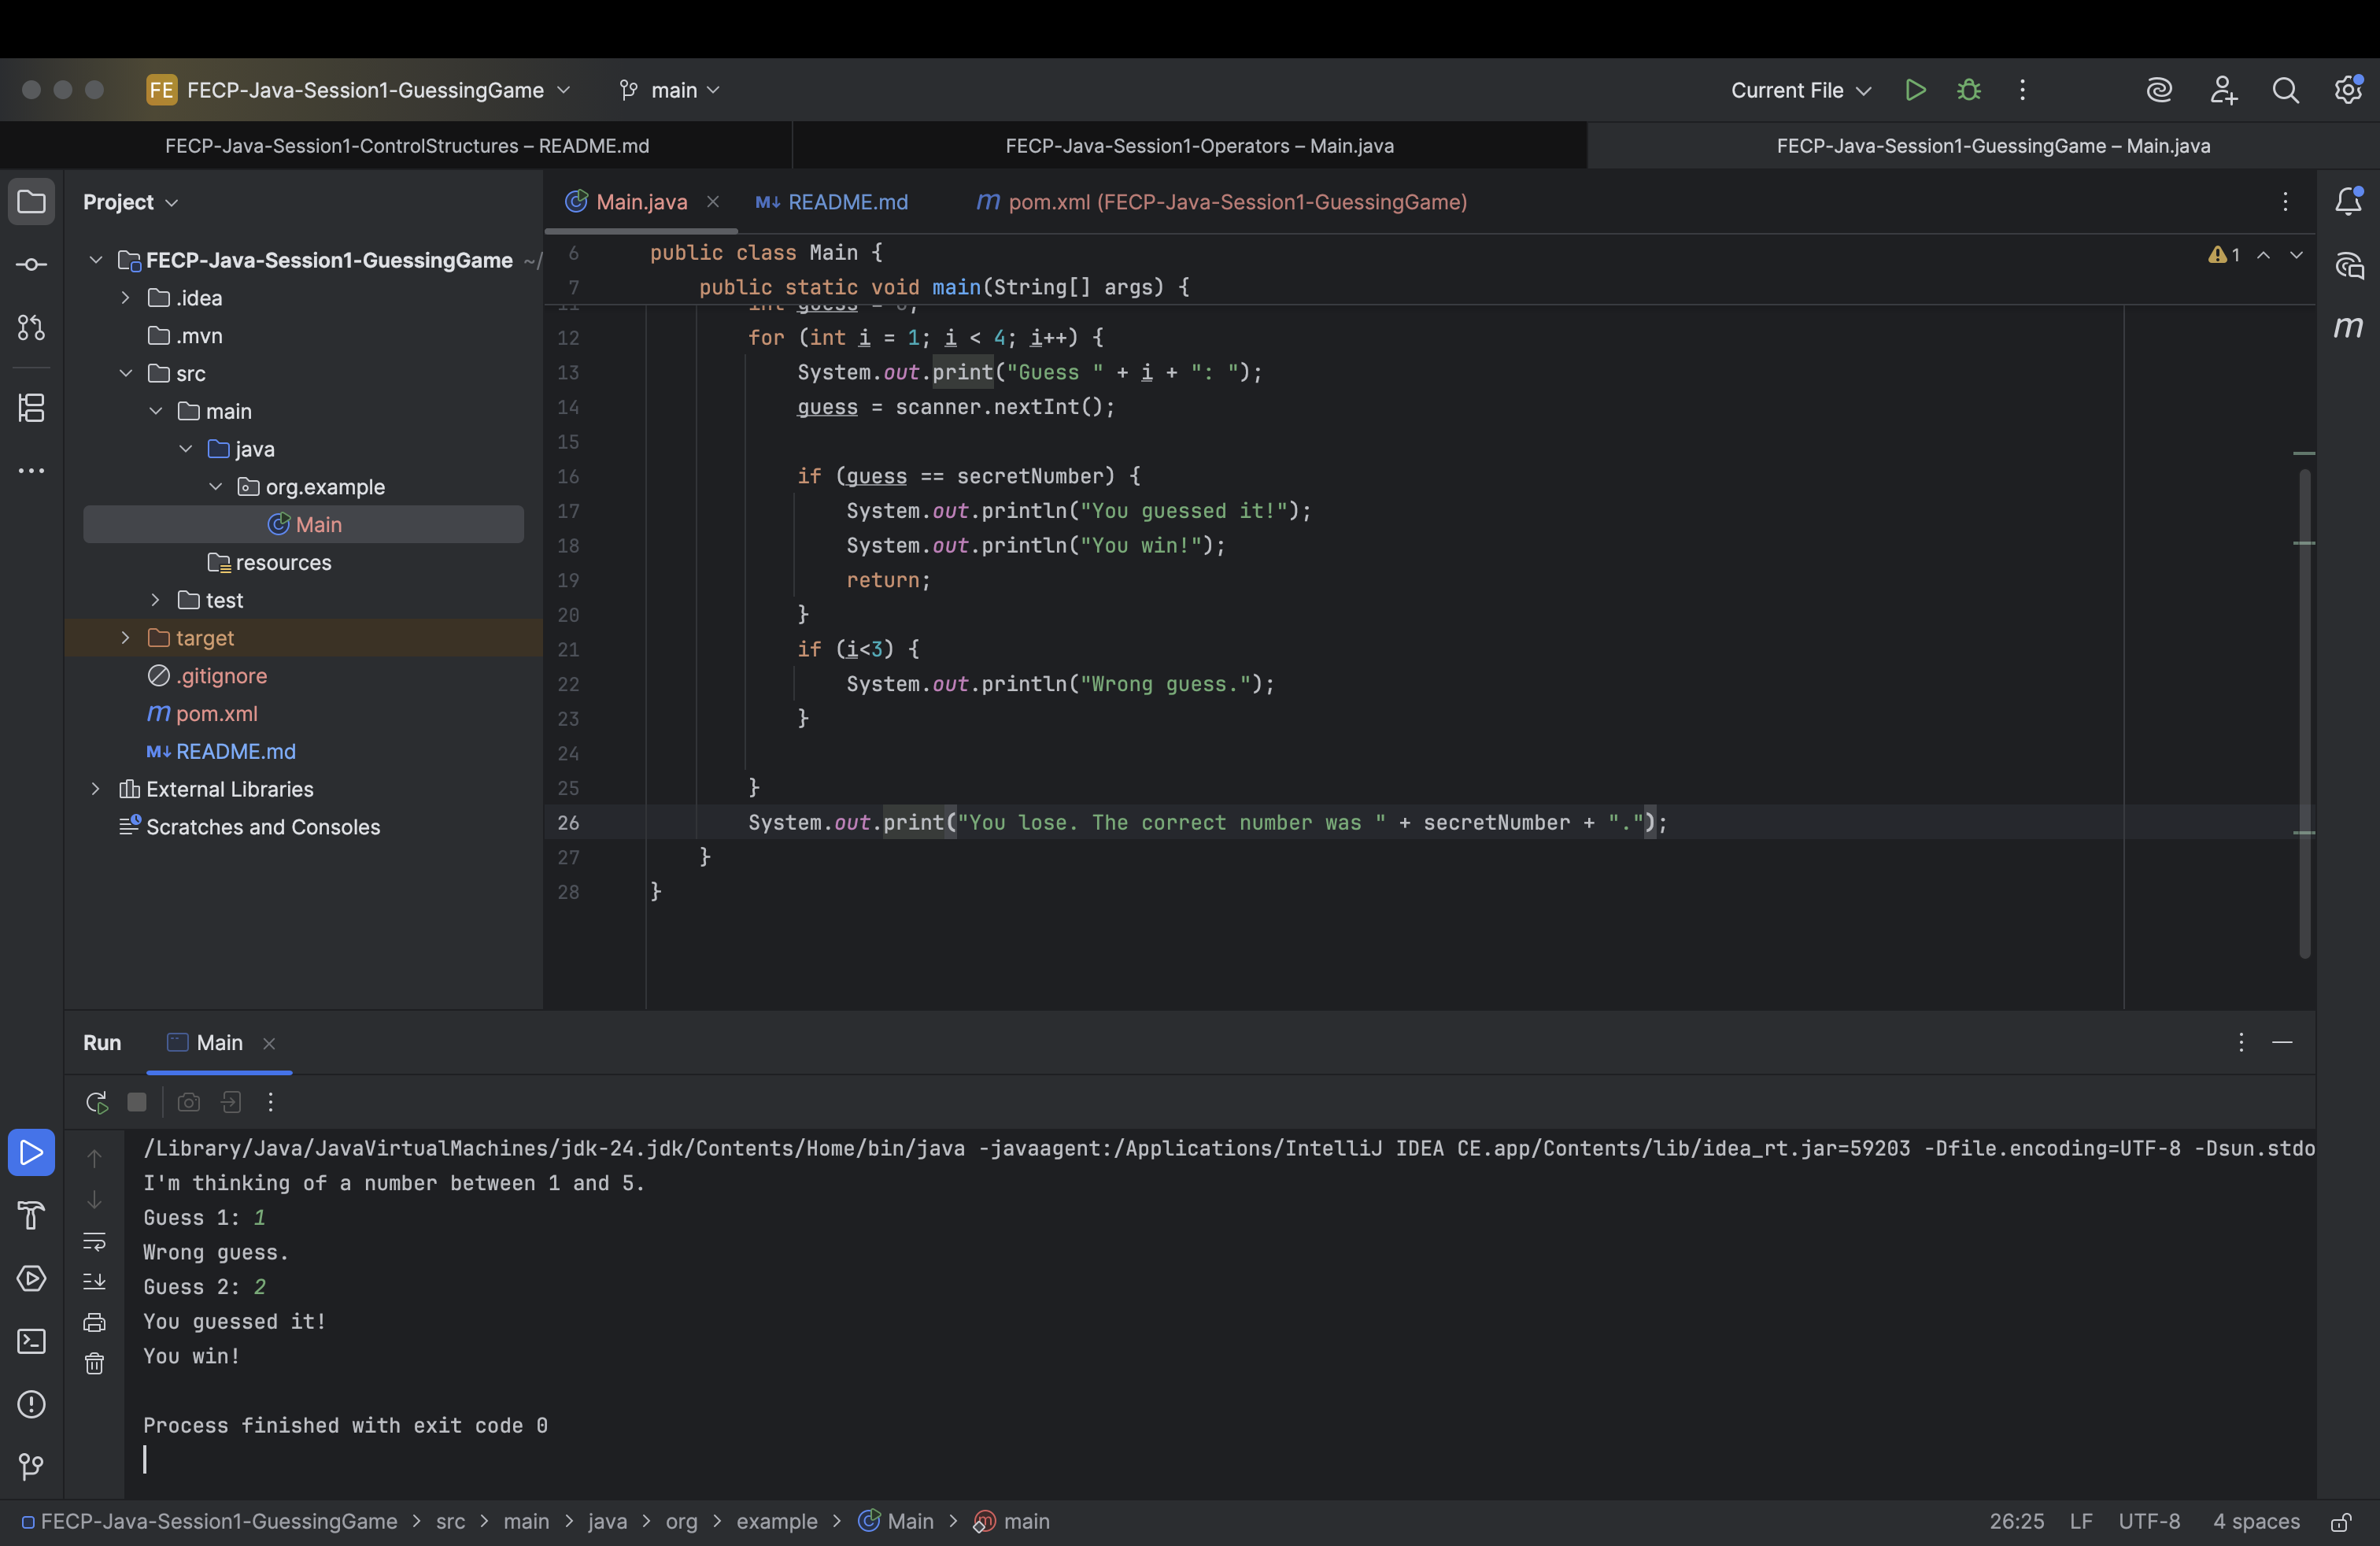 FE FECP-Java-Session1-GuessingGame main Current File
FECP-Java-Session1-ControlStructures – README.md FECP-Java-Session1-Operators – Main.java FECP-Java-Session1-GuessingGame – Main.java
Project
FECP-Java-Session1-GuessingGame ~/
.idea
.mvn
src
main
java
org.example
Main
resources
test
target
.gitignore
m pom.xml
M↓ README.md
External Libraries
Scratches and Consoles
Main.java M↓ README.md m pom.xml (FECP-Java-Session1-GuessingGame)
1
m
6 public class Main {
7 public static void main(String[] args) {
11 int guess = 0;
12 for (int i = 1; i < 4; i++) {
13 System.out.print("Guess " + i + ": ");
14 guess = scanner.nextInt();
15
16 if (guess == secretNumber) {
17 System.out.println("You guessed it!");
18 System.out.println("You win!");
19 return;
20 }
21 if (i<3) {
22 System.out.println("Wrong guess.");
23 }
24
25 }
26 System.out.print("You lose. The correct number was " + secretNumber + ".");
27 }
28 }
Run Main
/Library/Java/JavaVirtualMachines/jdk-24.jdk/Contents/Home/bin/java -javaagent:/Applications/IntelliJ IDEA CE.app/Contents/lib/idea_rt.jar=59203 -Dfile.encoding=UTF-8 -Dsun.stdo
I'm thinking of a number between 1 and 5.
Guess 1: 1
Wrong guess.
Guess 2: 2
You guessed it!
You win!
Process finished with exit code 0
FECP-Java-Session1-GuessingGame > src > main > java > org > example > Main > m main 26:25 LF UTF-8 4 spaces